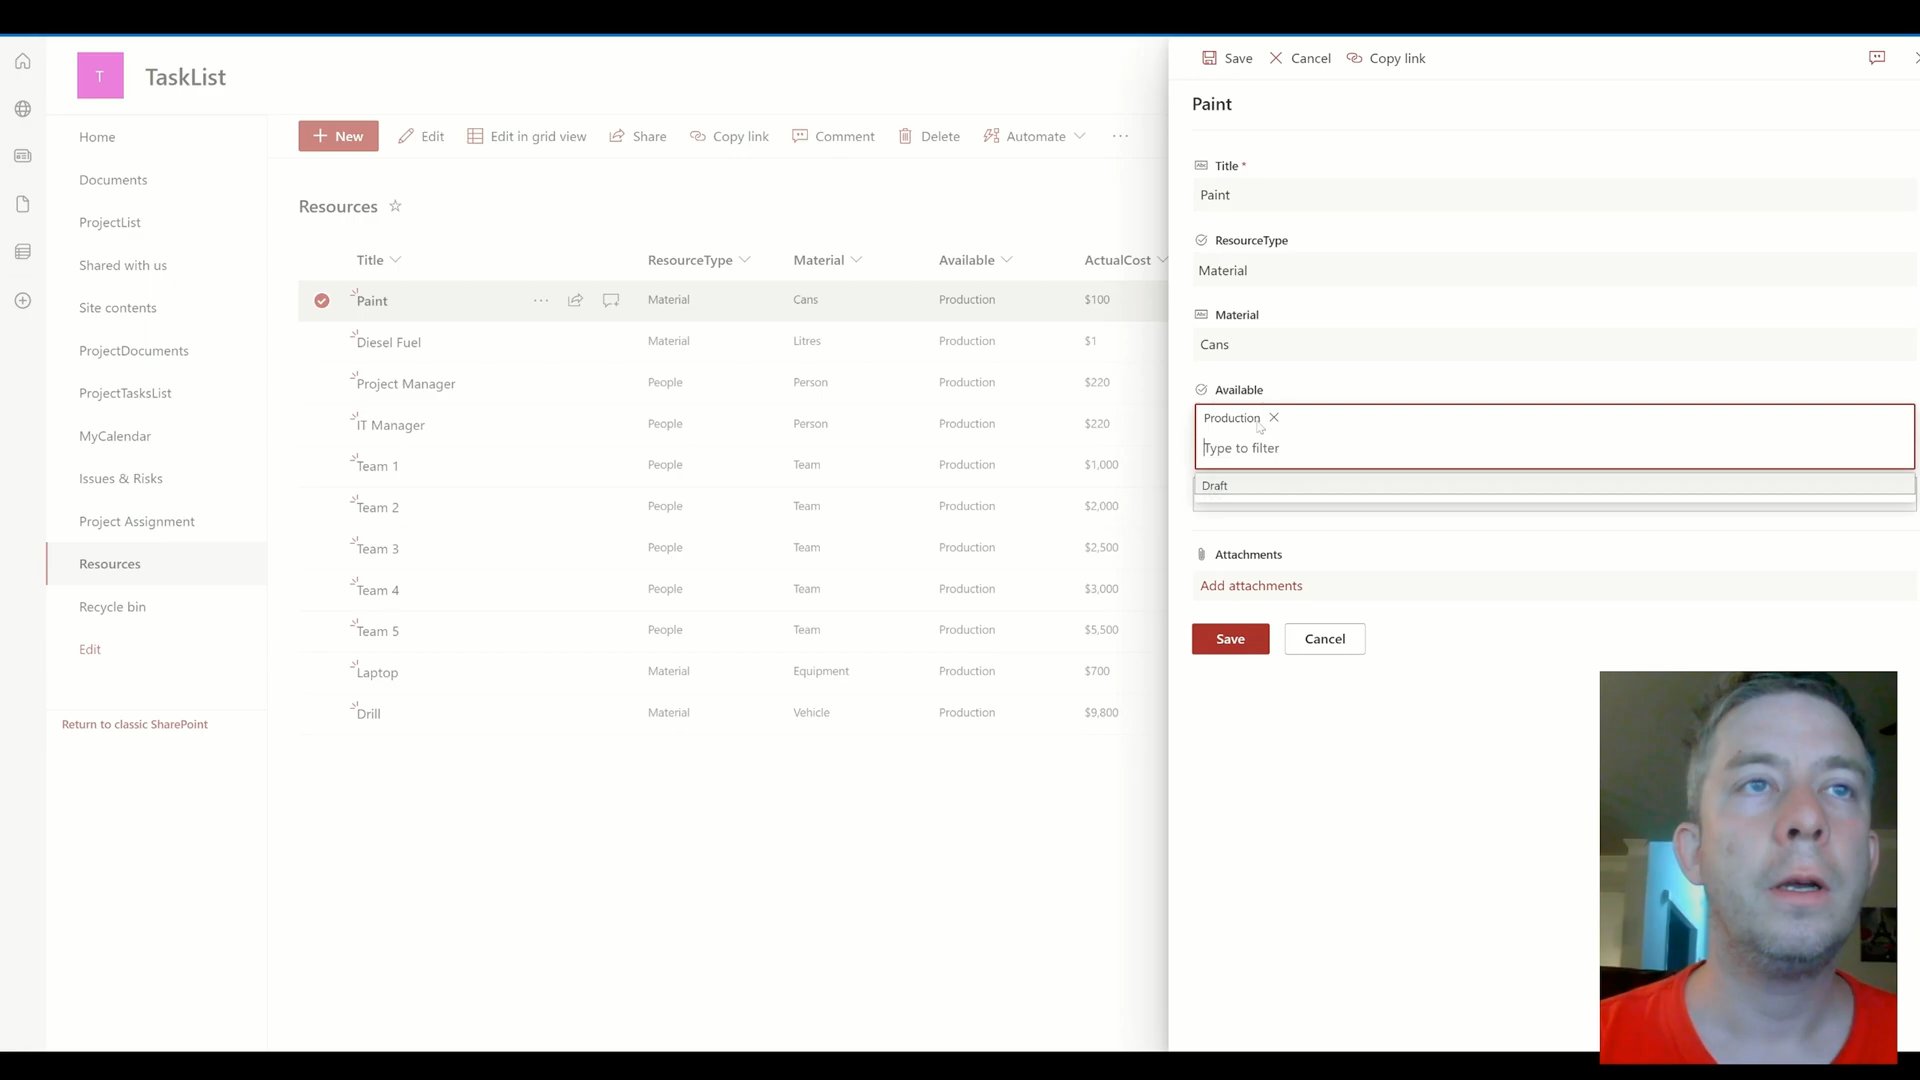 T
TaskList
Home
Documents
ProjectList
Shared with us
Site contents
ProjectDocuments
ProjectTasksList
MyCalendar
Issues & Risks
Project Assignment
Resources
Recycle bin
Edit
Return to classic SharePoint
New
Edit
Edit in grid view
Share
Copy link
Comment
Delete
Automate
Resources
Title ResourceType Material Available ActualCost
Paint Material Cans Production $100
Diesel Fuel Material Litres Production $1
Project Manager People Person Production $220
IT Manager People Person Production $220
Team 1 People Team Production $1,000
Team 2 People Team Production $2,000
Team 3 People Team Production $2,500
Team 4 People Team Production $3,000
Team 5 People Team Production $5,500
Laptop Material Equipment Production $700
Drill Material Vehicle Production $9,800
Save Cancel Copy link
Paint
Abc Title *
Paint
ResourceType
Material
Abc Material
Cans
Available
Production
Type to filter
Draft
Attachments
Add attachments
Save
Cancel